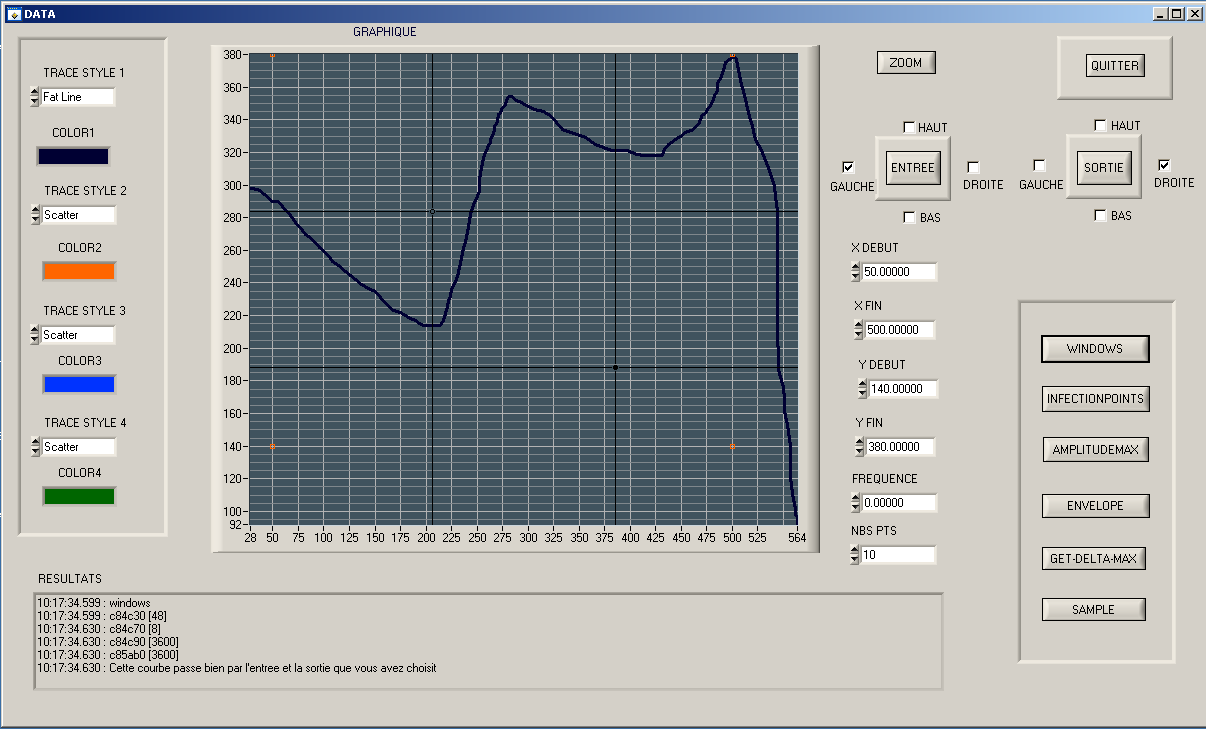 DATA
GRAPHIQUE
TRACE STYLE 1
Fat Line
COLOR1
TRACE STYLE 2
Scatter
COLOR2
TRACE STYLE 3
Scatter
COLOR3
TRACE STYLE 4
Scatter
COLOR4
380
360
340
320
300
280
260
240
220
200
180
160
140
120
100
92
28 50 75 100 125 150 175 200 225 250 275 300 325 350 375 400 425 450 475 500 525 564
ZOOM
QUITTER
HAUT
GAUCHE
ENTREE
DROITE
BAS
HAUT
GAUCHE
SORTIE
DROITE
BAS
X DEBUT
50.00000
X FIN
500.00000
Y DEBUT
140.00000
Y FIN
380.00000
FREQUENCE
0.00000
NBS PTS
10
WINDOWS
INFECTIONPOINTS
AMPLITUDEMAX
ENVELOPE
GET-DELTA-MAX
SAMPLE
RESULTATS
10:17:34.599 : windows
10:17:34.599 : c84c30 [48]
10:17:34.630 : c84c70 [8]
10:17:34.630 : c84c90 [3600]
10:17:34.630 : c85ab0 [3600]
10:17:34.630 : Cette courbe passe bien par l'entree et la sortie que vous avez choisit